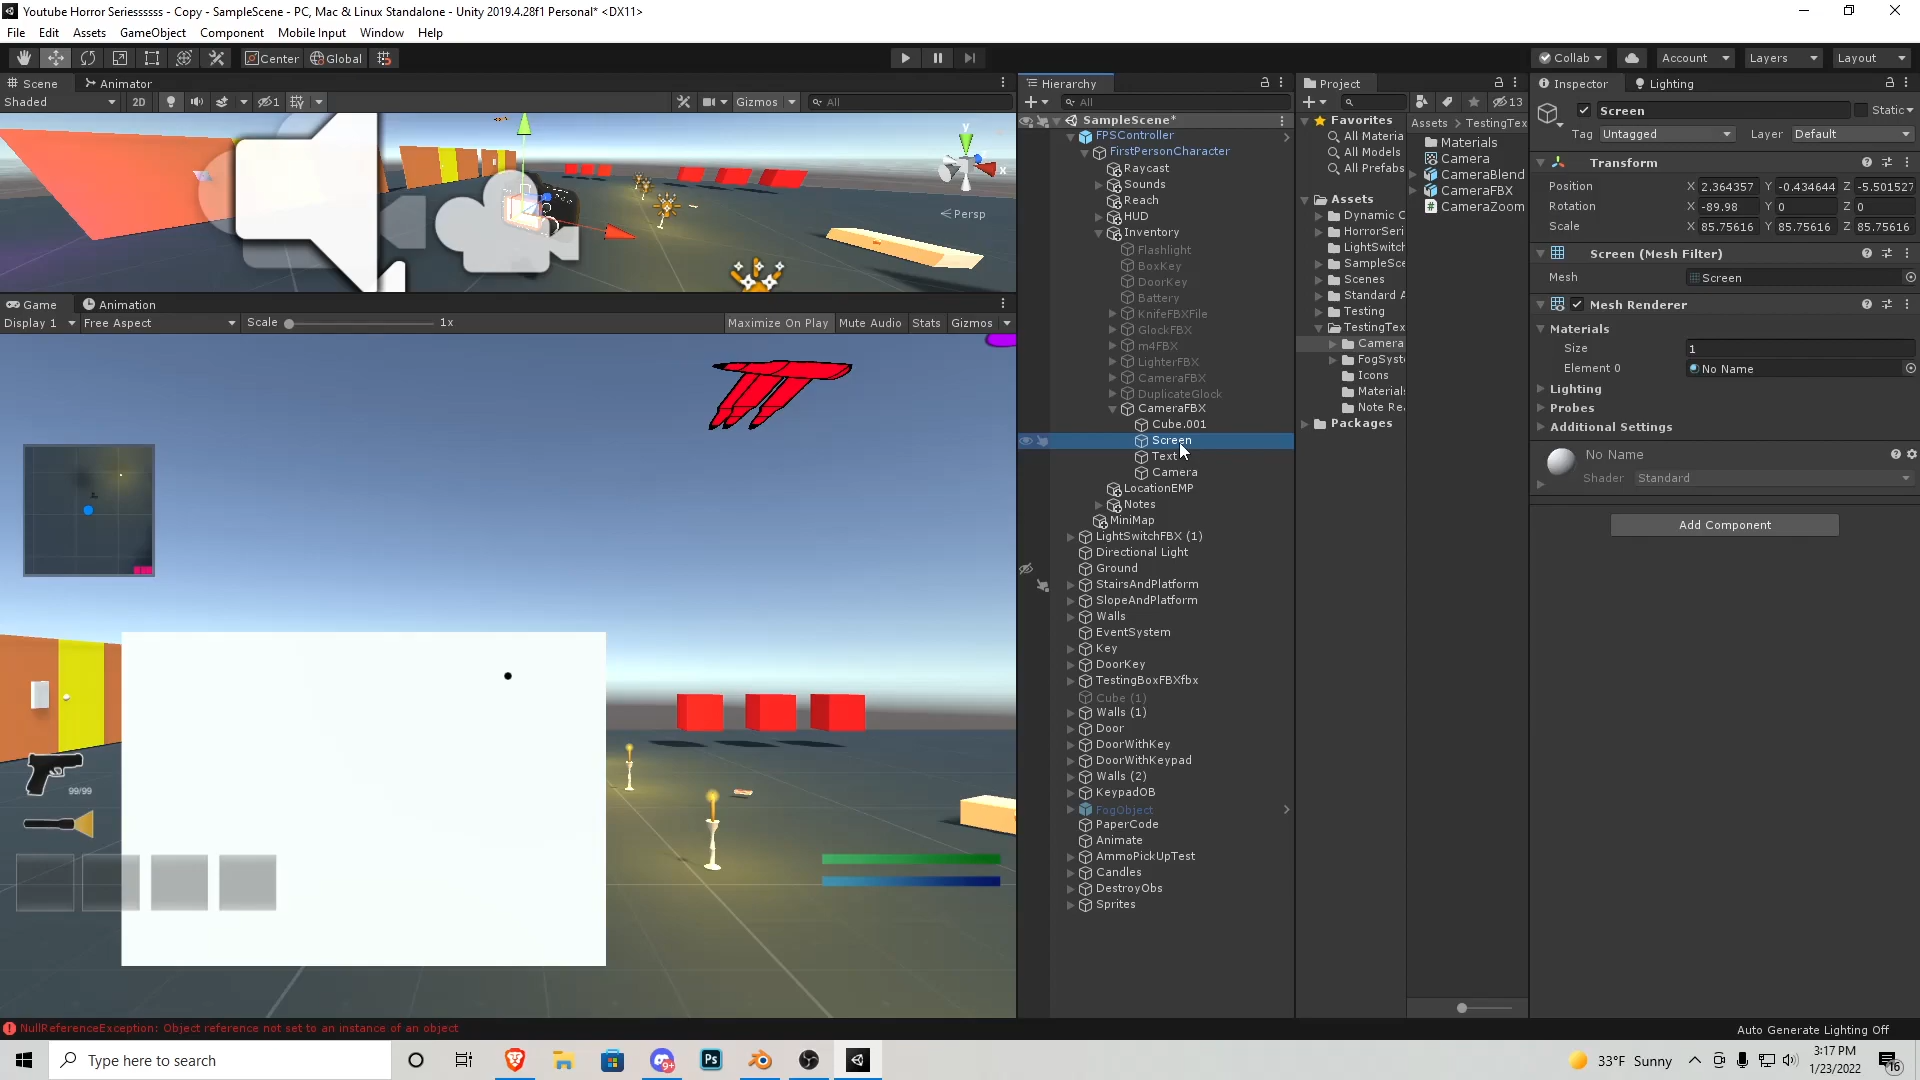 Youtube Horror Seriesssss - Copy - SampleScene - PC, Mac & Linux Standalone - Unity 2019.4.28f1 Personal* <DX11>
File Edit Assets GameObject Component Mobile Input Window Help
Center Global Collab Account Layers Layout
Scene Animator
Shaded 2D Gizmos All
y x
Persp
Game Animation
Display 1 Free Aspect Scale 1x Maximize On Play Mute Audio Stats Gizmos
99/99
Hierarchy
All
SampleScene*
FPSController
FirstPersonCharacter
Raycast
Sounds
Reach
HUD
Inventory
Flashlight
BoxKey
DoorKey
Battery
KnifeFBXFile
GlockFBX
m4FBX
LighterFBX
CameraFBX
DuplicateGlock
CameraFBX
Cube.001
Screen
Text
Camera
LocationEMP
Notes
MiniMap
LightSwitchFBX (1)
Directional Light
Ground
StairsAndPlatform
SlopeAndPlatform
Walls
EventSystem
Key
DoorKey
TestingBoxFBXfbx
Cube (1)
Walls (1)
Door
DoorWithKey
DoorWithKeypad
Walls (2)
KeypadOB
FogObject
PaperCode
Animate
AmmoPickUpTest
Candles
DestroyObs
Sprites
Project
13
Favorites
All Materia
All Models
All Prefabs
Assets
Dynamic C
HorrorSeri
LightSwitch
SampleSce
Scenes
Standard A
Testing
TestingTex
Camera
FogSyst
Icons
Materials
Note Rea
Packages
Assets > TestingTex
Materials
Camera
CameraBlend
CameraFBX
CameraZoom
Inspector Lighting
Screen Static
Tag Untagged Layer Default
Transform
Position X 2.364357 Y -0.434644 Z -5.501527
Rotation X -89.98 Y 0 Z 0
Scale X 85.75616 Y 85.75616 Z 85.75616
Screen (Mesh Filter)
Mesh Screen
Mesh Renderer
Materials
Size 1
Element 0 No Name
Lighting
Probes
Additional Settings
No Name
Shader Standard
Add Component
NullReferenceException: Object reference not set to an instance of an object
Auto Generate Lighting Off
Type here to search
9+
Ps
33°F Sunny
3:17 PM
1/23/2022
16